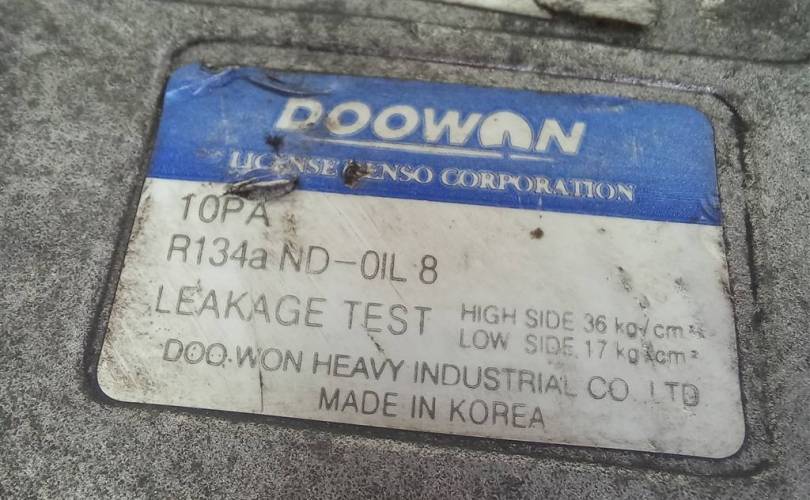 DOOWON
LICENSE DENSO CORPORATION
10PA
R134a ND-OIL 8
LEAKAGE TEST HIGH SIDE 36 kg/cm²
LOW SIDE 17 kg/cm²
DOO-WON HEAVY INDUSTRIAL CO. LTD
MADE IN KOREA